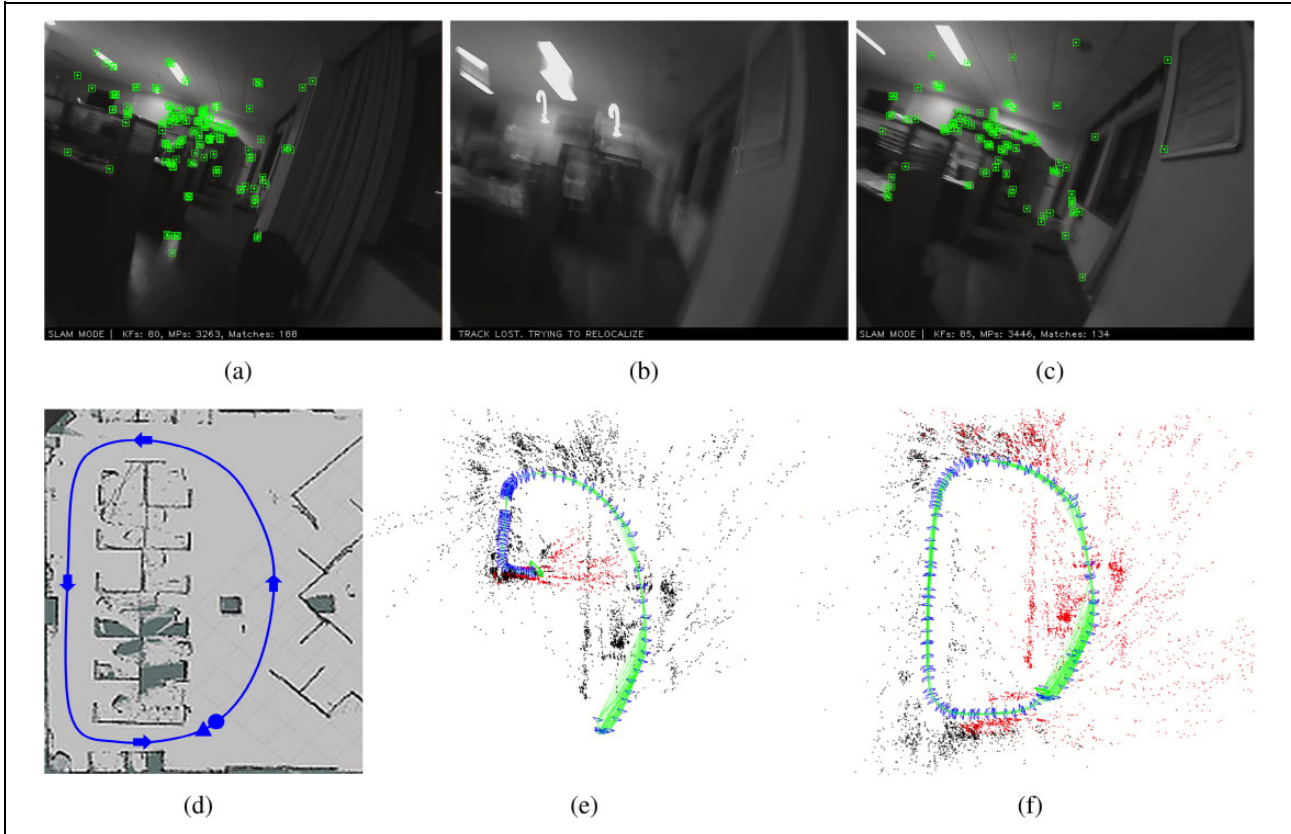 SLAM MODE | KFs: 80, MPs: 3263, Matches: 188
TRACK LOST. TRYING TO RELOCALIZE
SLAM MODE | KFs: 85, MPs: 3446, Matches: 134
(a)
(b)
(c)
(d)
(e)
(f)